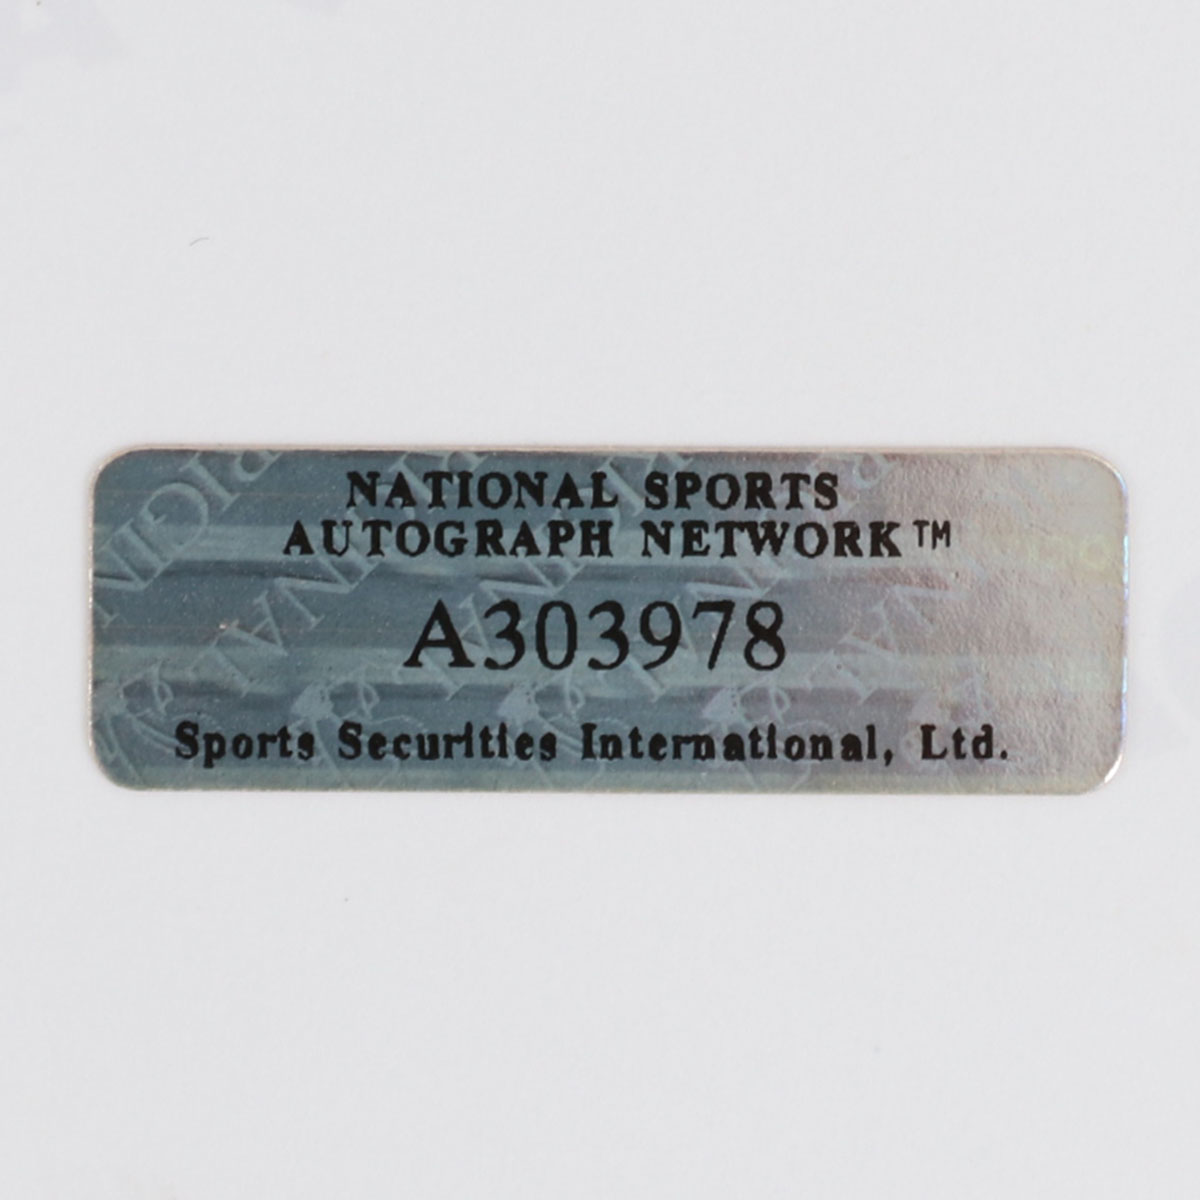 NATIONAL SPORTS
AUTOGRAPH NETWORK™
A303978
Sports Securities International, Ltd.